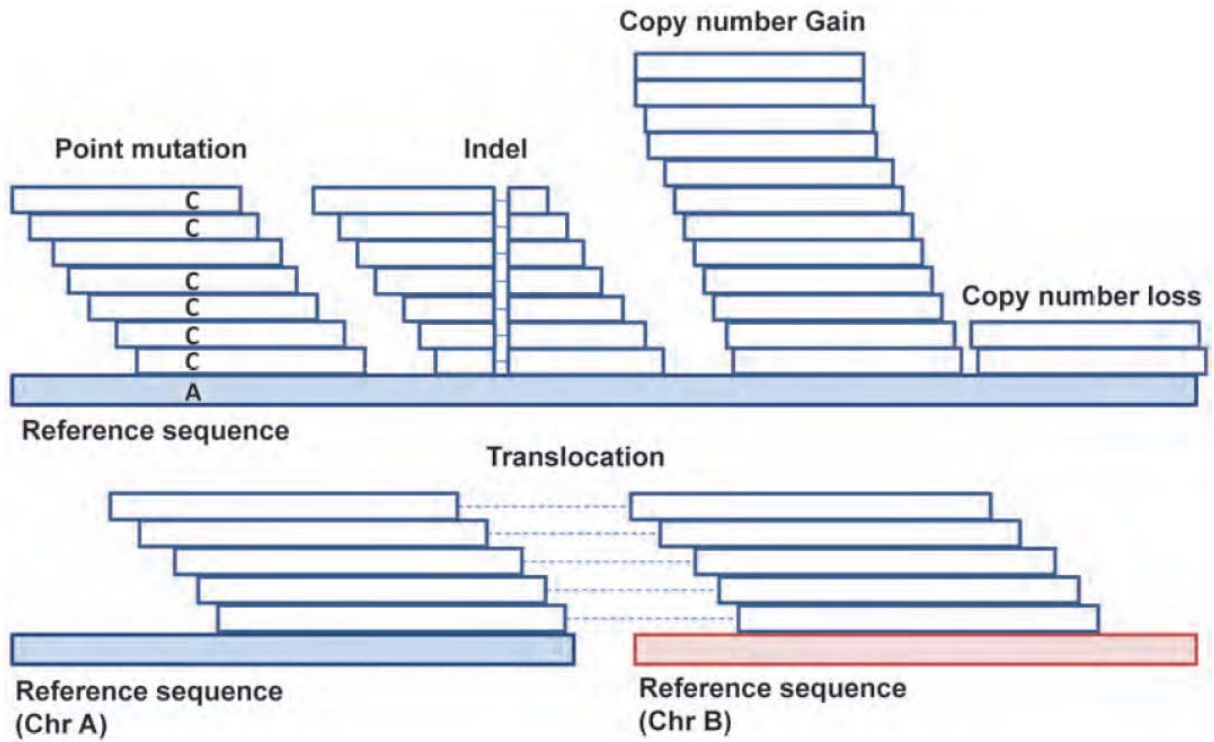 Copy number Gain
Point mutation
Indel
C
C
C
C
C
C
Copy number loss
A
Reference sequence
Translocation
Reference sequence
(Chr A)
Reference sequence
(Chr B)